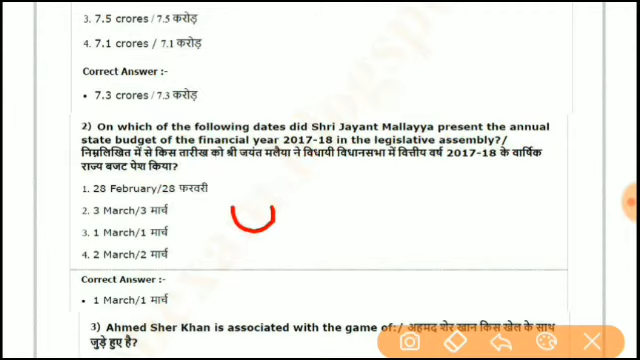 3. 7.5 crores / 7.5 करोड़
4. 7.1 crores / 7.1 करोड़
Correct Answer :-
• 7.3 crores / 7.3 करोड़
2) On which of the following dates did Shri Jayant Mallayya present the annual
state budget of the financial year 2017-18 in the legislative assembly?/
निम्नलिखित में से किस तारीख को श्री जयंत मलैया ने विधायी विधानसभा में वित्तीय वर्ष 2017-18 के वार्षिक
राज्य बजट पेश किया?
1. 28 February/28 फरवरी
2. 3 March/3 मार्च
3. 1 March/1 मार्च
4. 2 March/2 मार्च
Correct Answer :-
• 1 March/1 मार्च
3) Ahmed Sher Khan is associated with the game of:/ अहमद शेर खान किस खेल के साथ
जुड़े हुए है?